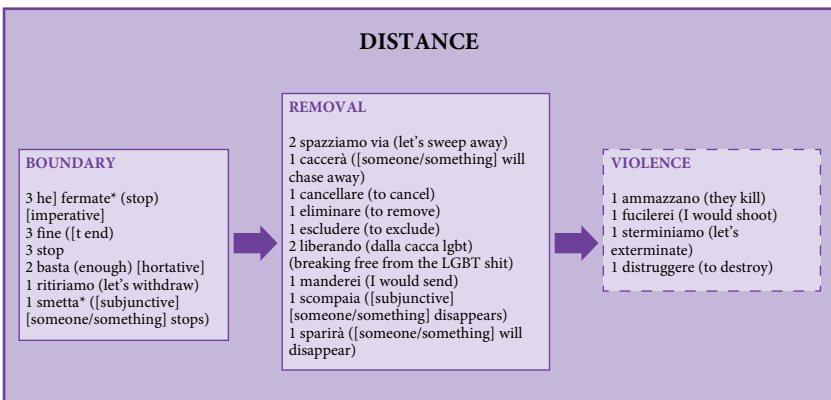 DISTANCE
BOUNDARY
3 he] fermate* (stop)
[imperative]
3 fine ([t end)
3 stop
2 basta (enough) [hortative]
1 ritiriamo (let's withdraw)
1 smetta* ([subjunctive]
[someone/something] stops)
REMOVAL
2 spazziamo via (let's sweep away)
1 caccerà ([someone/something] will
chase away)
1 cancellare (to cancel)
1 eliminare (to remove)
1 escludere (to exclude)
2 liberando (dalla cacca lgbt)
(breaking free from the LGBT shit)
1 manderei (I would send)
1 scompaia ([subjunctive]
[someone/something] disappears)
1 sparirà ([someone/something] will
disappear)
VIOLENCE
1 ammazzano (they kill)
1 fucilerei (I would shoot)
1 sterminiamo (let's
exterminate)
1 distruggere (to destroy)